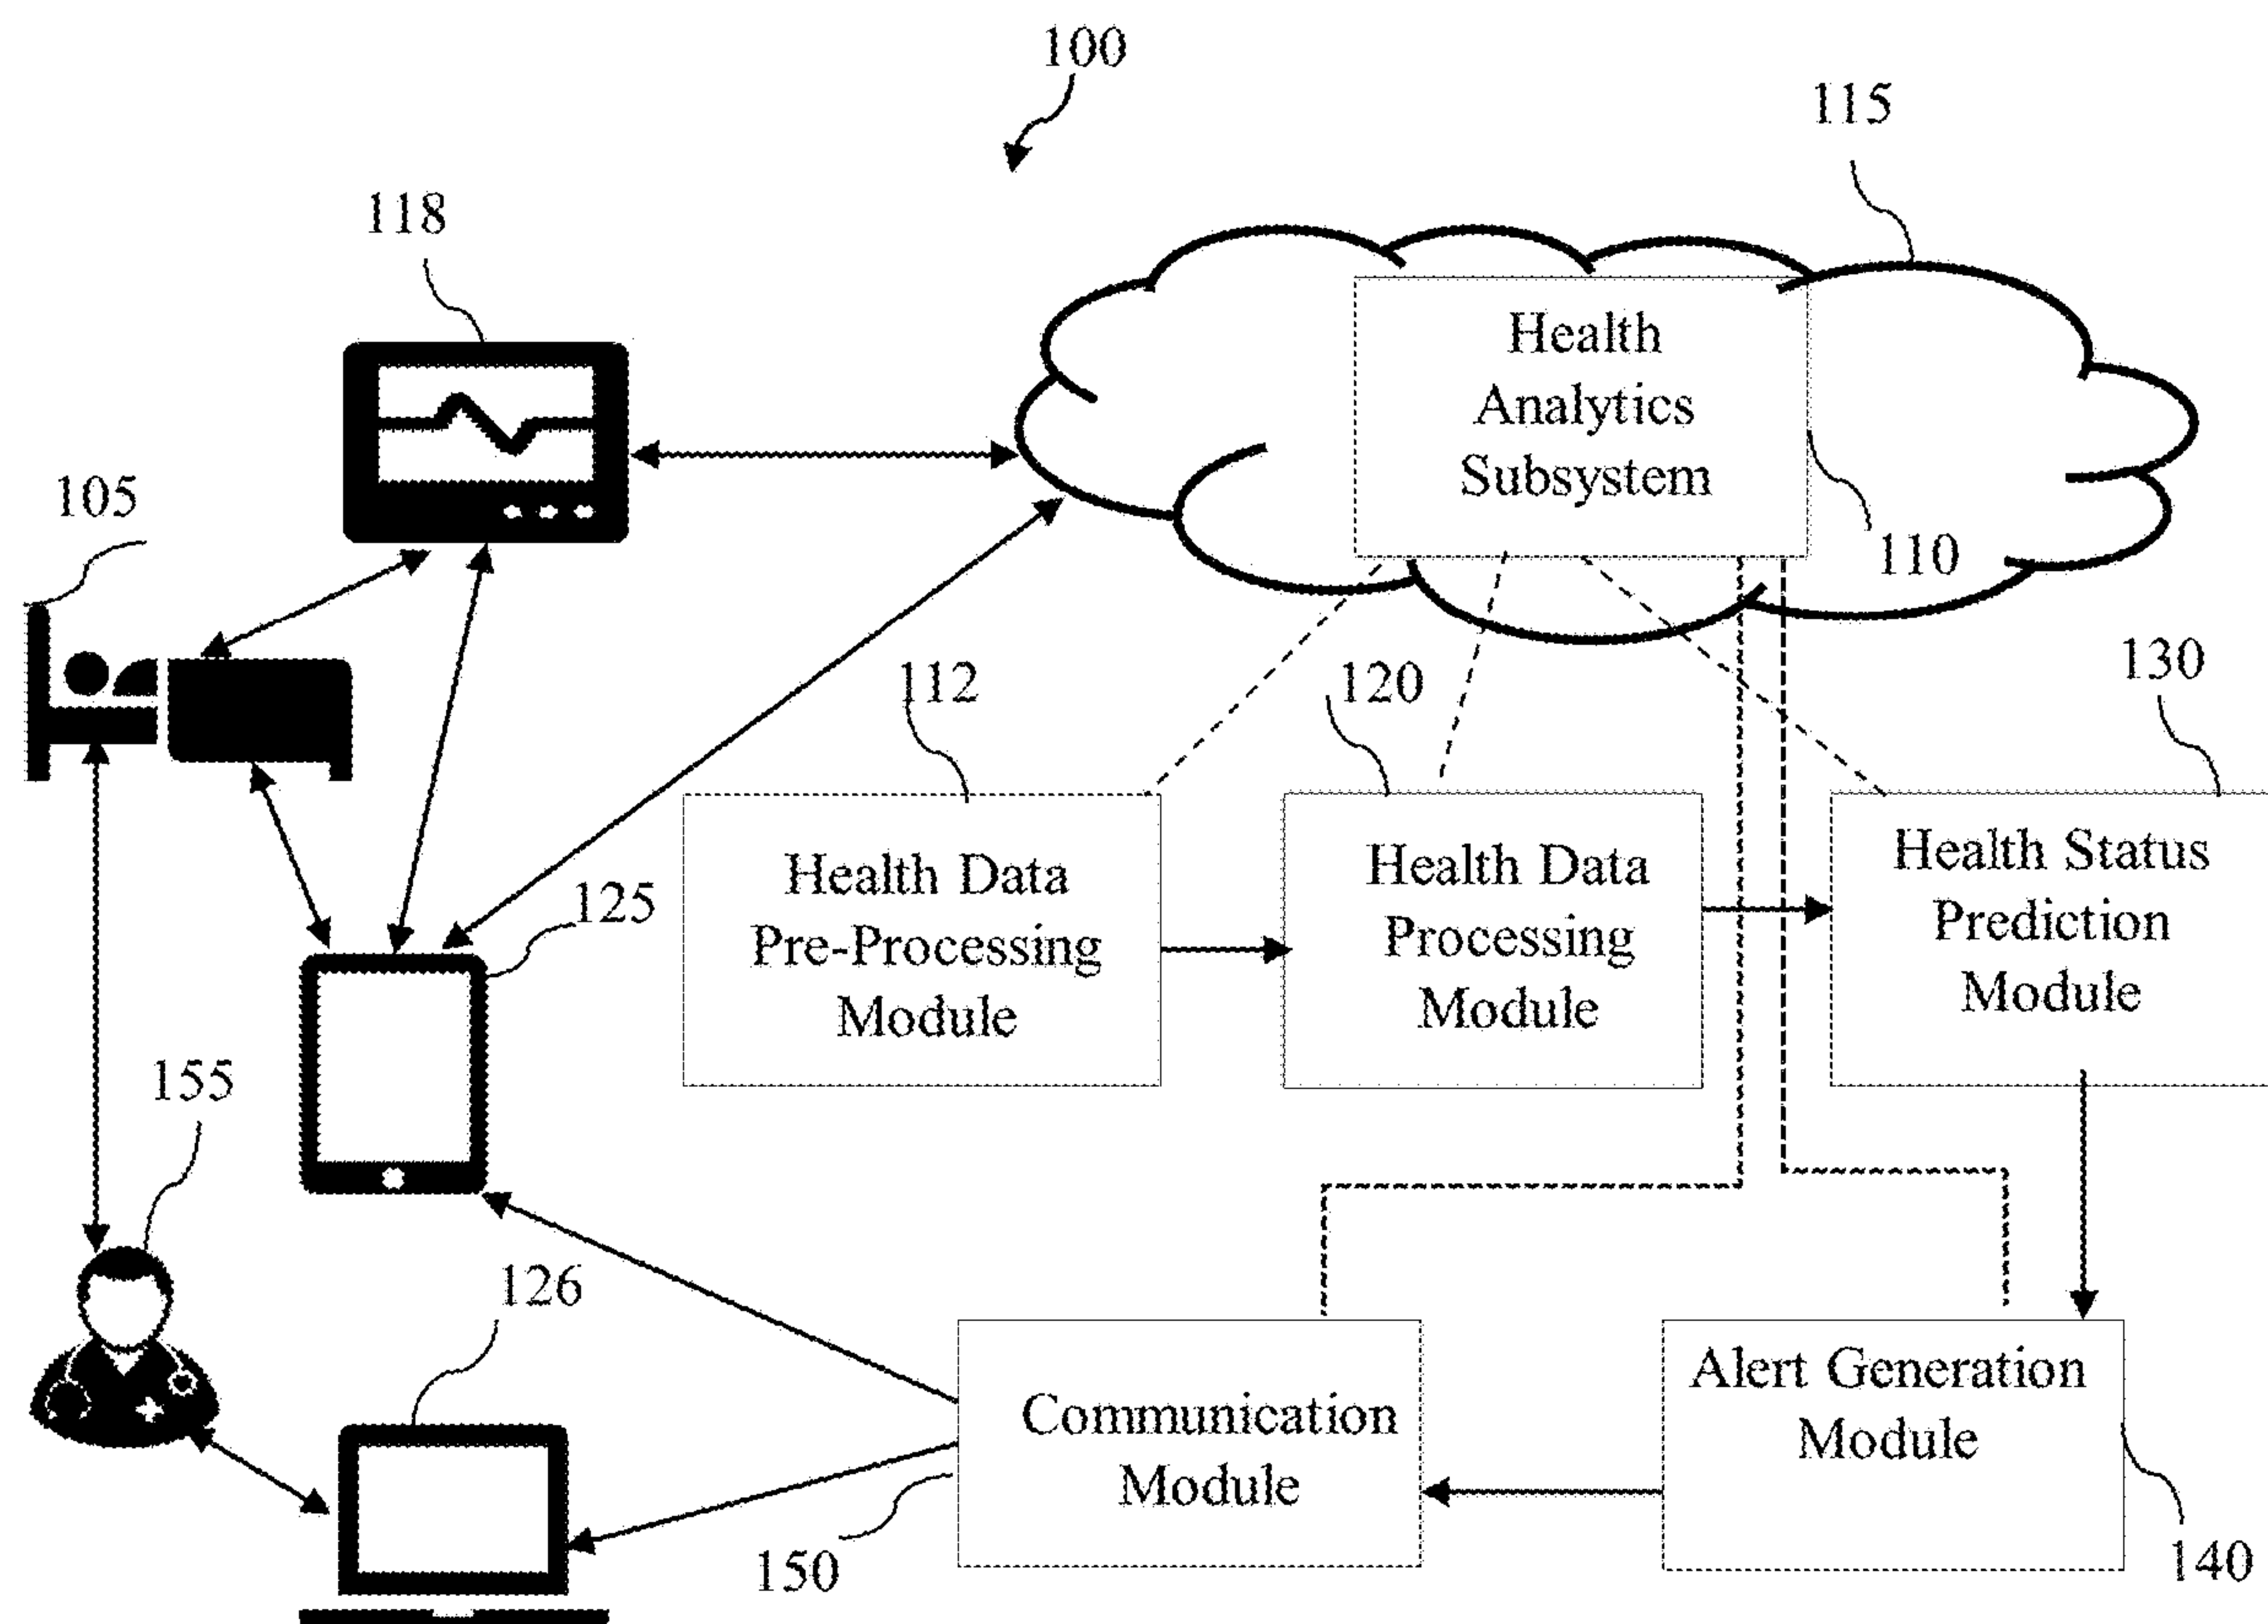 100
115
118
Health
Analytics
Subsystem
105
110
112
120
130
Health Data
Pre-Processing
Module
Health Data
Processing
Module
Health Status
Prediction
Module
125
155
126
Communication
Module
Alert Generation
Module
150
140